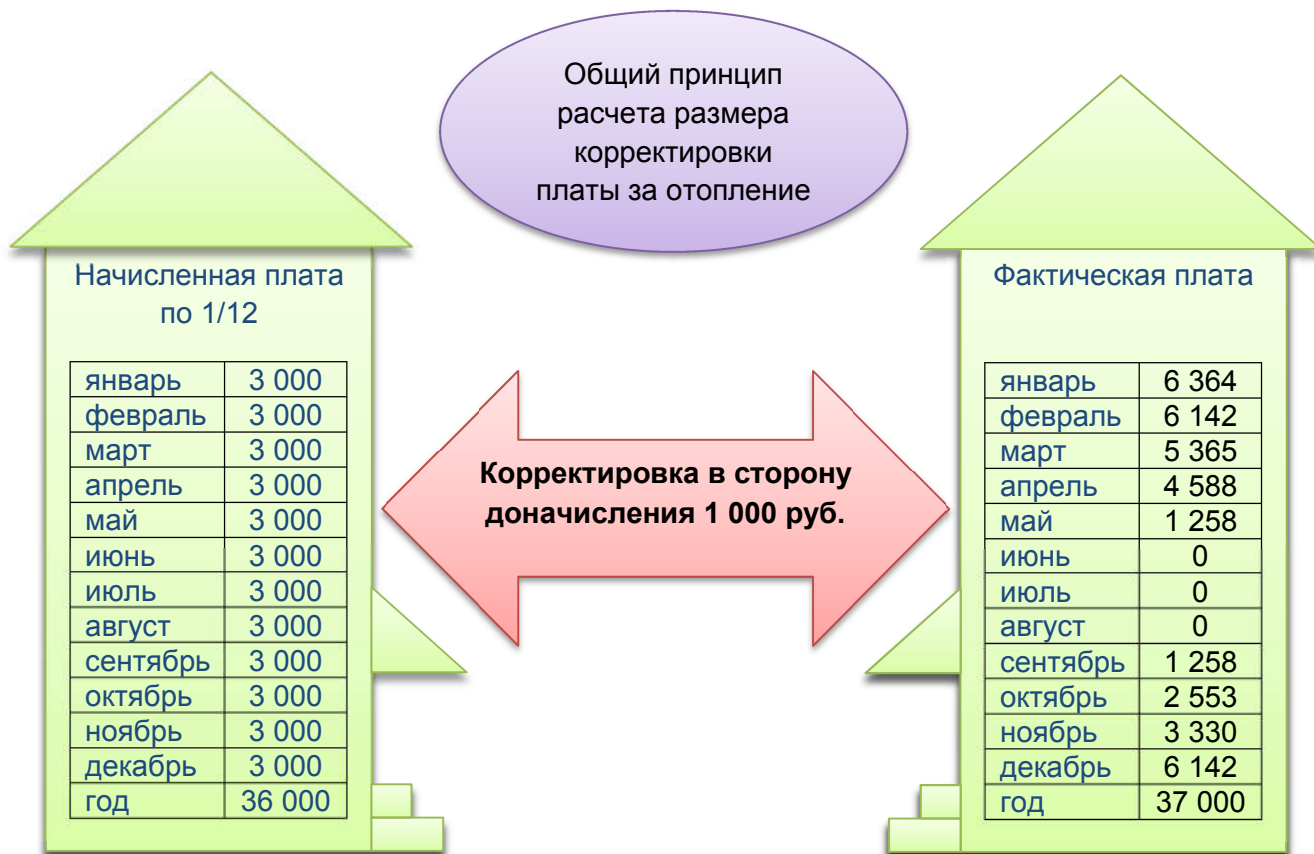 Общий принцип
расчета размера
корректировки
платы за отопление
Начисленная плата
по 1/12
январь 3 000
февраль 3 000
март 3 000
апрель 3 000
май 3 000
июнь 3 000
июль 3 000
август 3 000
сентябрь 3 000
октябрь 3 000
ноябрь 3 000
декабрь 3 000
год 36 000
Корректировка в сторону
доначисления 1 000 руб.
Фактическая плата
январь 6 364
февраль 6 142
март 5 365
апрель 4 588
май 1 258
июнь 0
июль 0
август 0
сентябрь 1 258
октябрь 2 553
ноябрь 3 330
декабрь 6 142
год 37 000